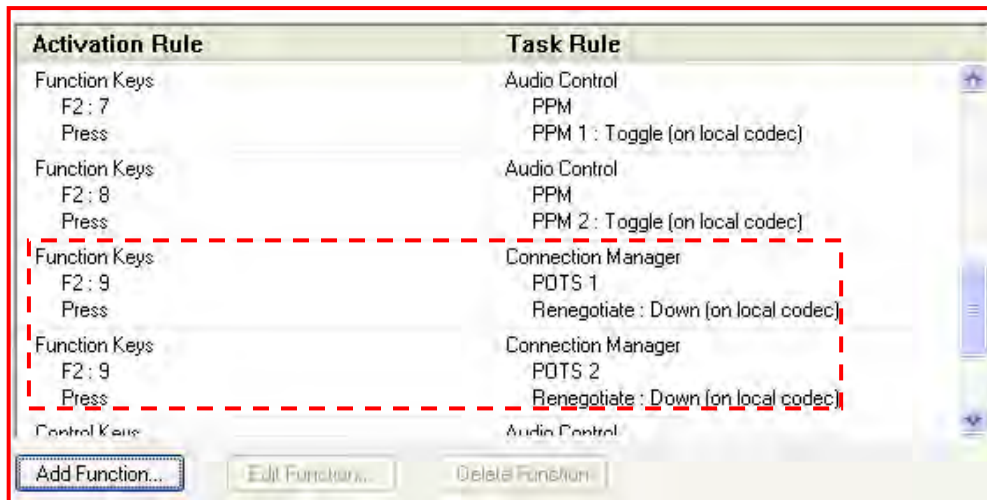 Activation Rule Task Rule
Function Keys Audio Control
F2 : 7 PPM
Press PPM 1 : Toggle (on local codec)
Function Keys Audio Control
F2 : 8 PPM
Press PPM 2 : Toggle (on local codec)
Function Keys Connection Manager
F2 : 9 POTS 1
Press Renegotiate : Down (on local codec)
Function Keys Connection Manager
F2 : 9 POTS 2
Press Renegotiate : Down (on local codec)
Control Keys Audio Control
Add Function... Edit Function... Delete Function